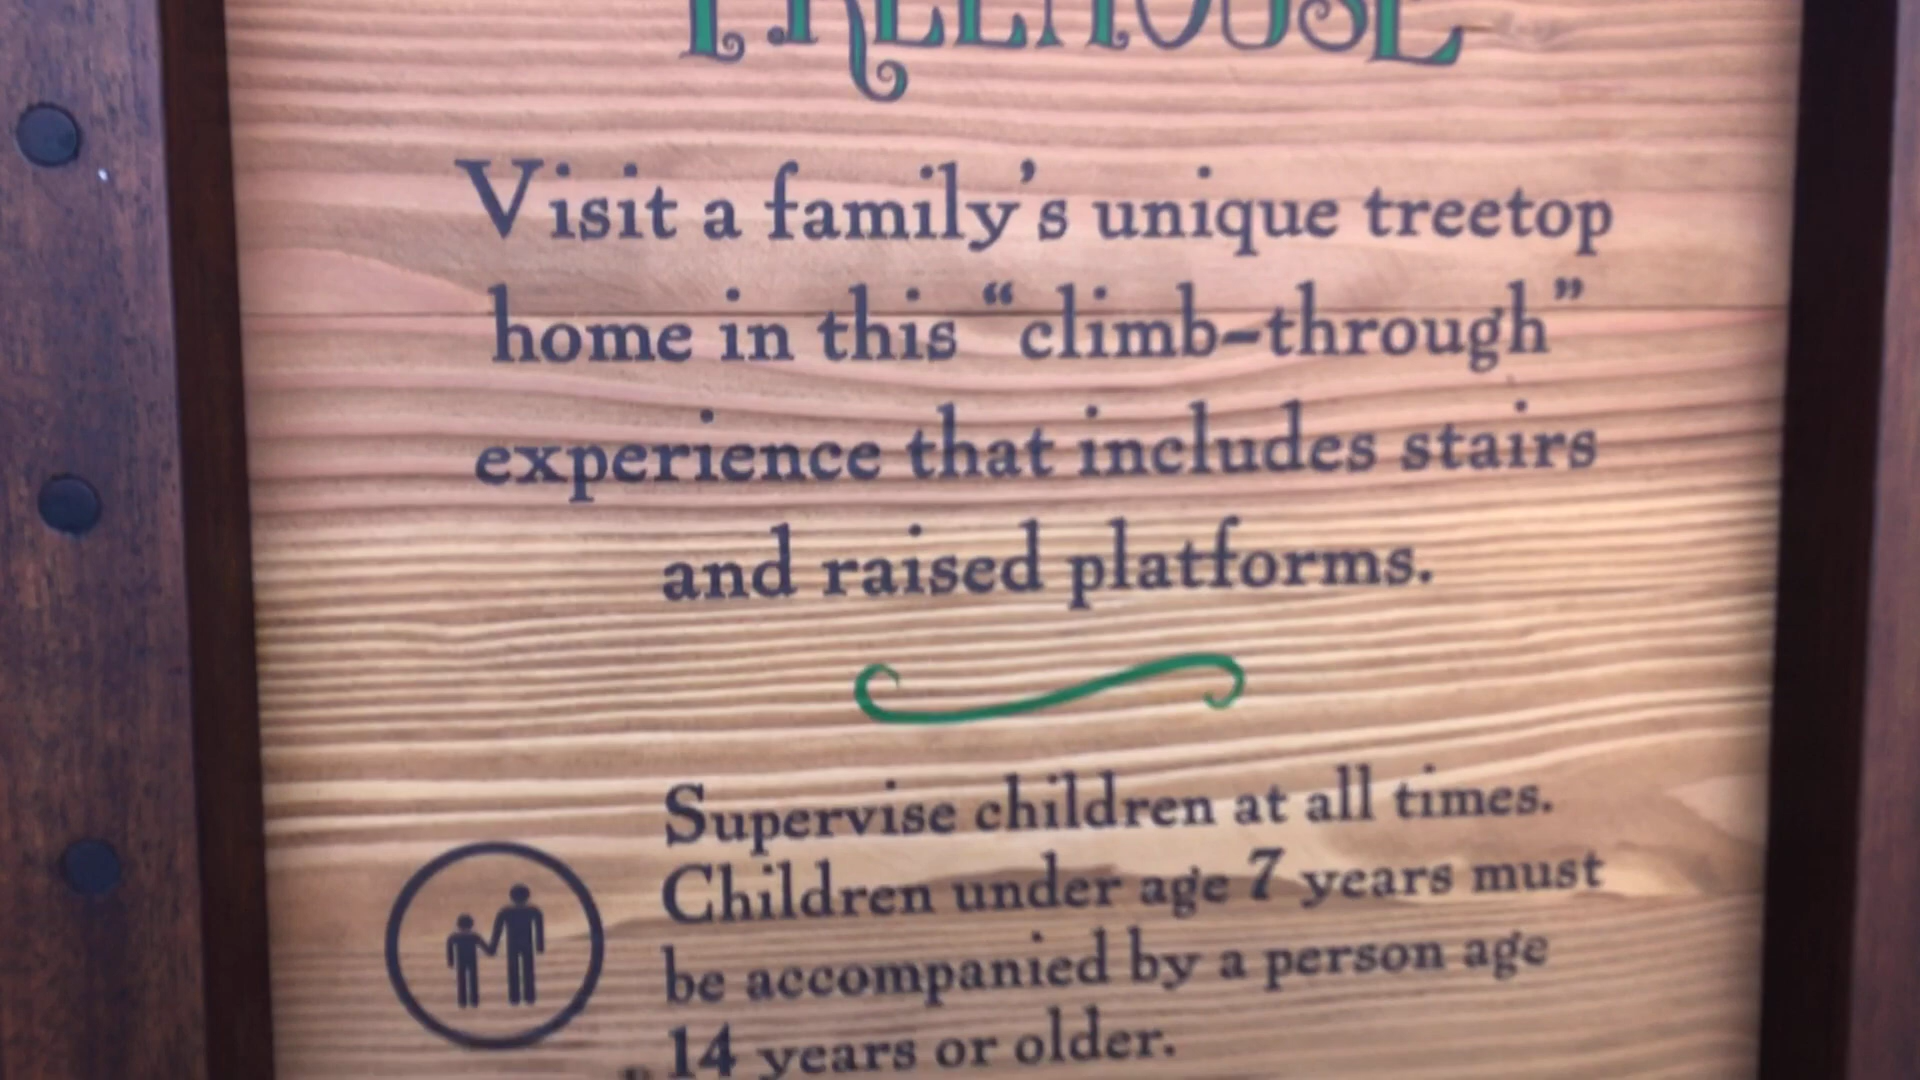 TREEHOUSE
Visit a family's unique treetop
home in this “climb-through”
experience that includes stairs
and raised platforms.
Supervise children at all times.
Children under age 7 years must
be accompanied by a person age
14 years or older.